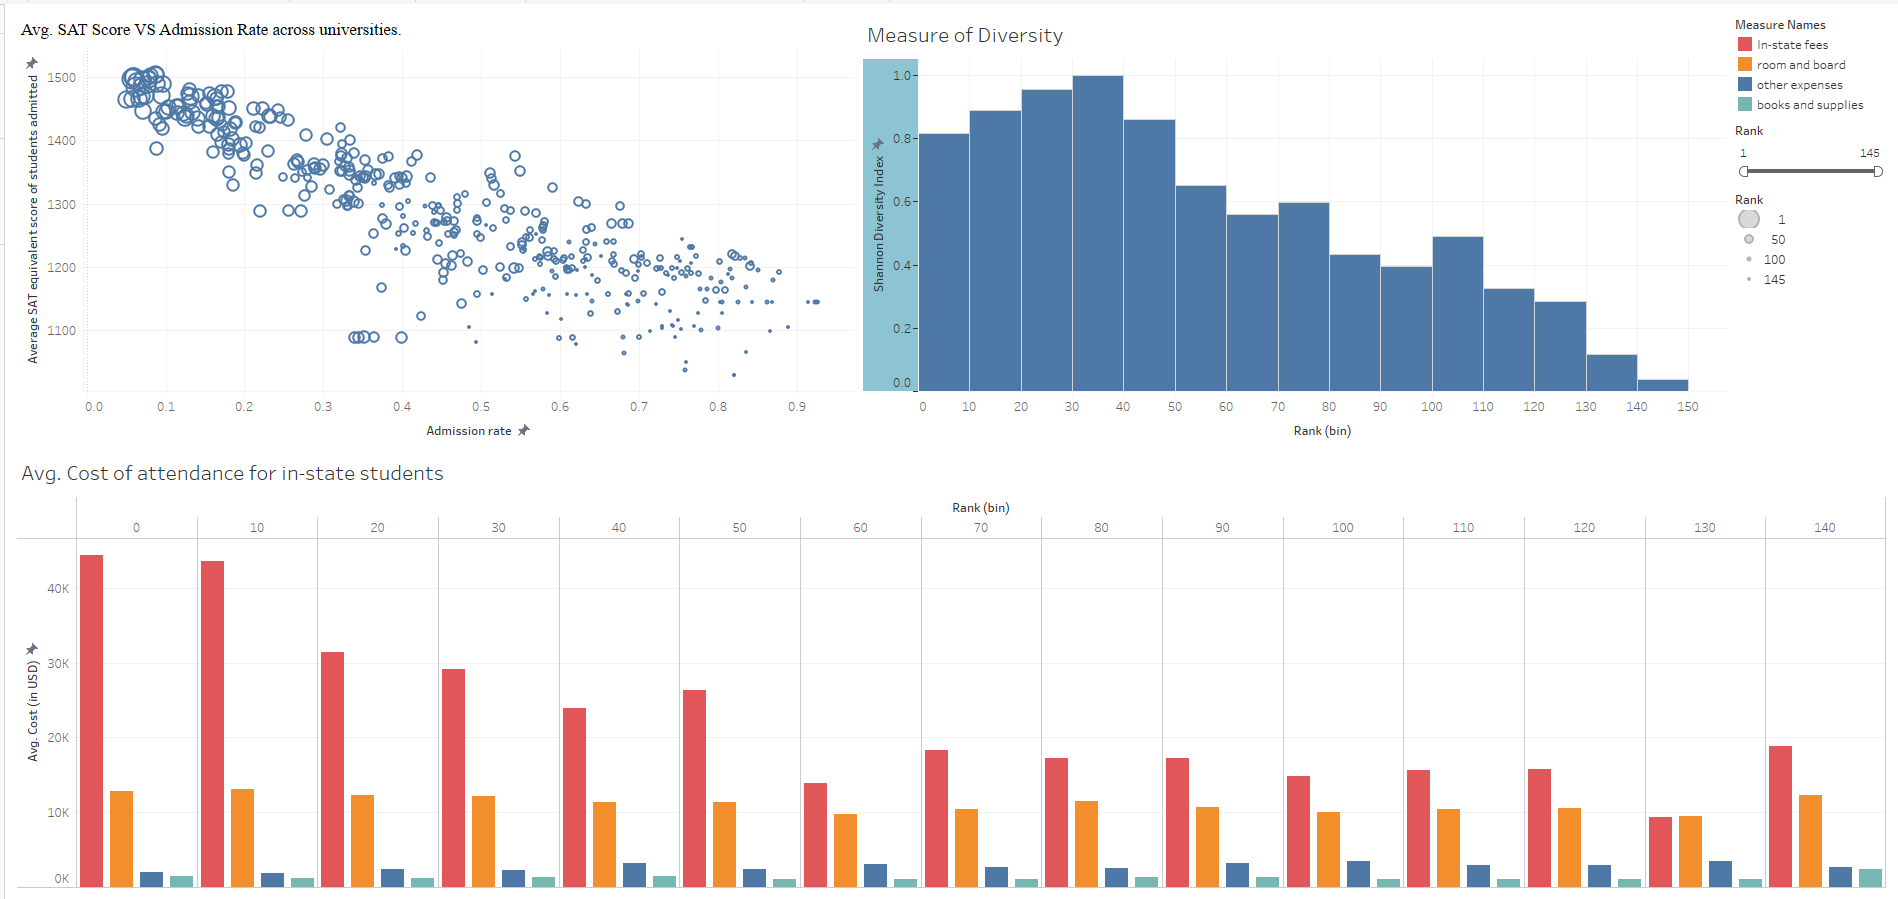 Avg. SAT Score VS Admission Rate across universities.
Average SAT equivalent score of students admitted
1500
1400
1300
1200
1100
0.0 0.1 0.2 0.3 0.4 0.5 0.6 0.7 0.8 0.9
Admission rate
Measure of Diversity
Shannon Diversity Index
1.0
0.8
0.6
0.4
0.2
0.0
0 10 20 30 40 50 60 70 80 90 100 110 120 130 140 150
Rank (bin)
Measure Names
In-state fees
room and board
other expenses
books and supplies
Rank
1 145
Rank
1
50
100
145
Avg. Cost of attendance for in-state students
Rank (bin)
0 10 20 30 40 50 60 70 80 90 100 110 120 130 140
Avg. Cost (in USD)
40K
30K
20K
10K
0K